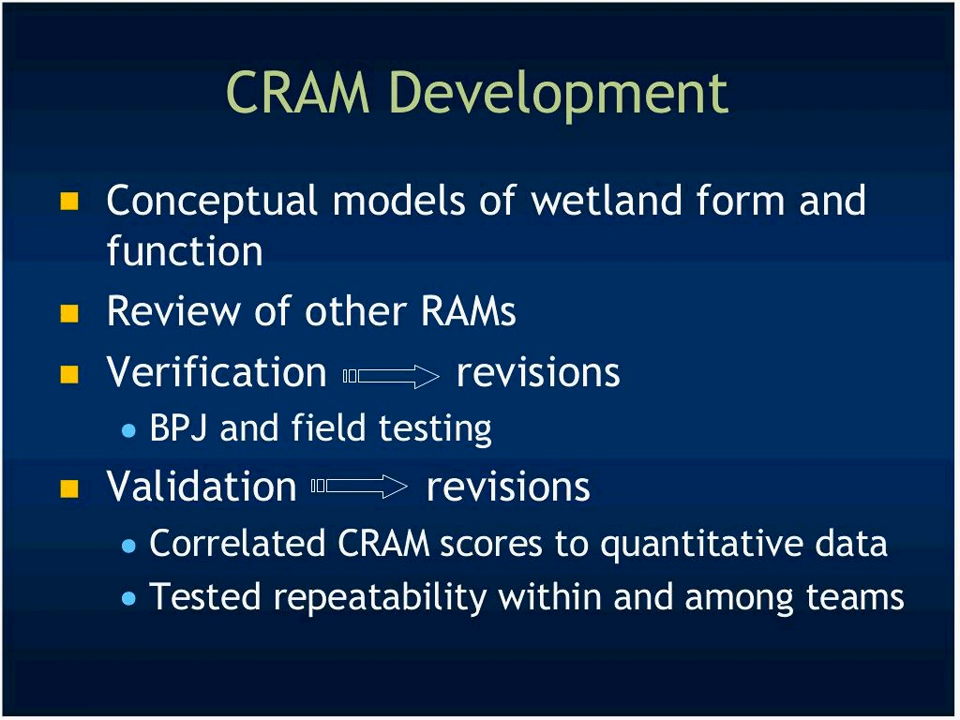 CRAM Development
Conceptual models of wetland form and
function
Review of other RAMs
Verification revisions
BPJ and field testing
Validation revisions
Correlated CRAM scores to quantitative data
Tested repeatability within and among teams